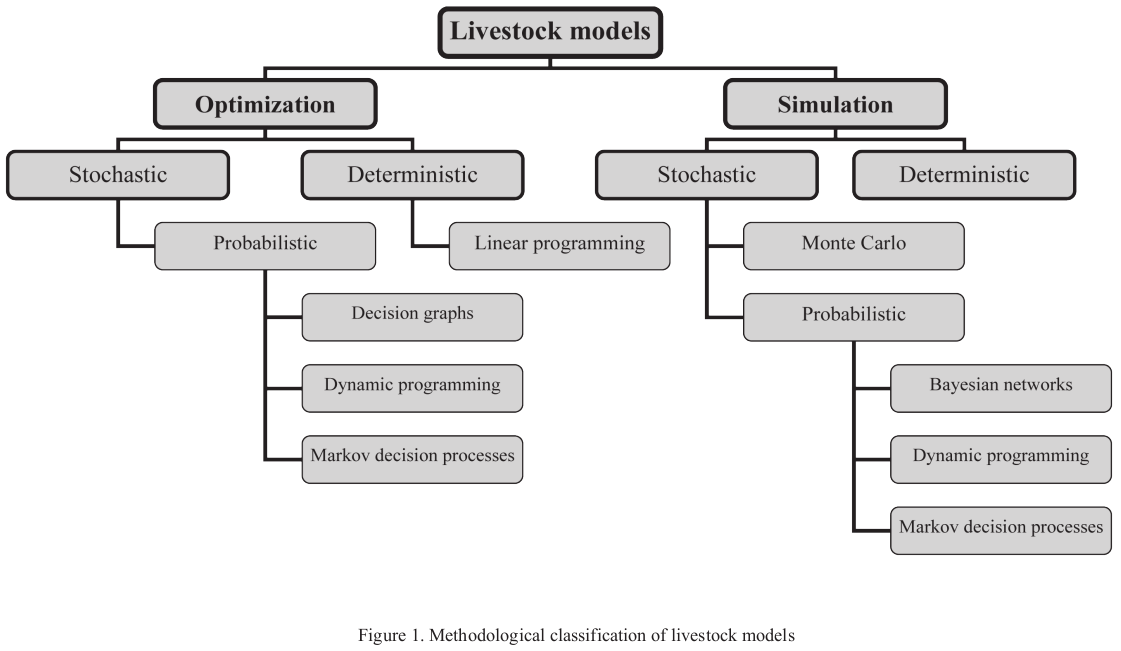 Livestock models
Optimization
Simulation
Stochastic
Deterministic
Stochastic
Deterministic
Probabilistic
Linear programming
Monte Carlo
Decision graphs
Probabilistic
Dynamic programming
Bayesian networks
Markov decision processes
Dynamic programming
Markov decision processes
Figure 1. Methodological classification of livestock models